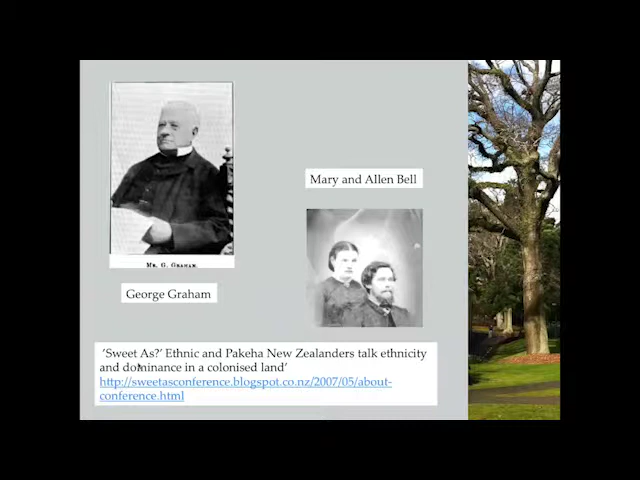 Mr. G. Graham.
George Graham
Mary and Allen Bell
‘Sweet As?’ Ethnic and Pakeha New Zealanders talk ethnicity
and dominance in a colonised land’
http://sweetasconference.blogspot.co.nz/2007/05/about-
conference.html